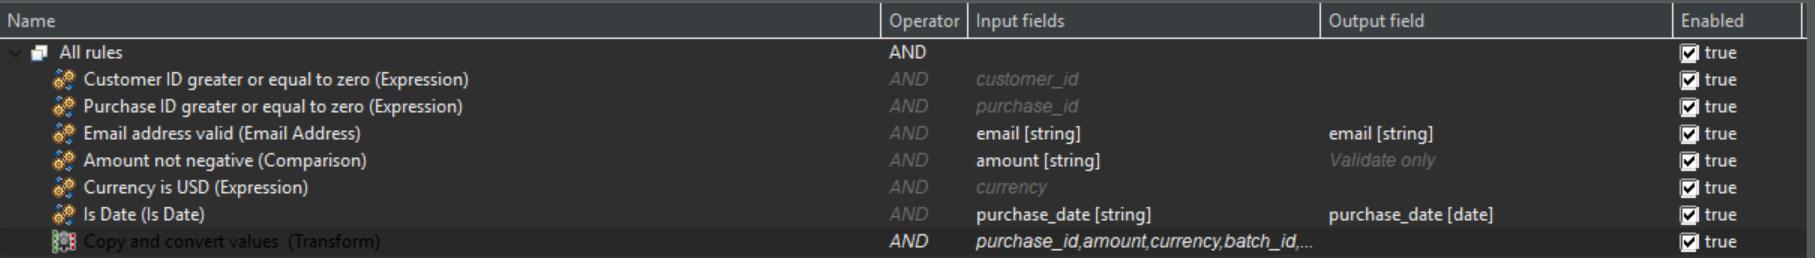 Name Operator Input fields Output field Enabled
All rules AND true
Customer ID greater or equal to zero (Expression) AND customer_id true
Purchase ID greater or equal to zero (Expression) AND purchase_id true
Email address valid (Email Address) AND email [string] email [string] true
Amount not negative (Comparison) AND amount [string] Validate only true
Currency is USD (Expression) AND currency true
Is Date (Is Date) AND purchase_date [string] purchase_date [date] true
Copy and convert values (Transform) AND purchase_id,amount,currency,batch_id,... true